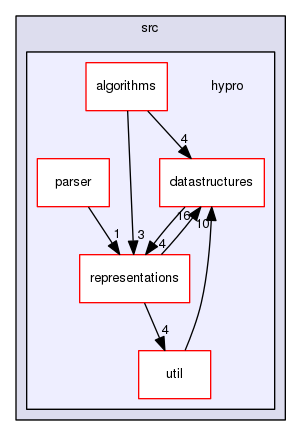 src
algorithms
hypro
4
parser
datastructures
16
10
1
3
4
representations
4
util